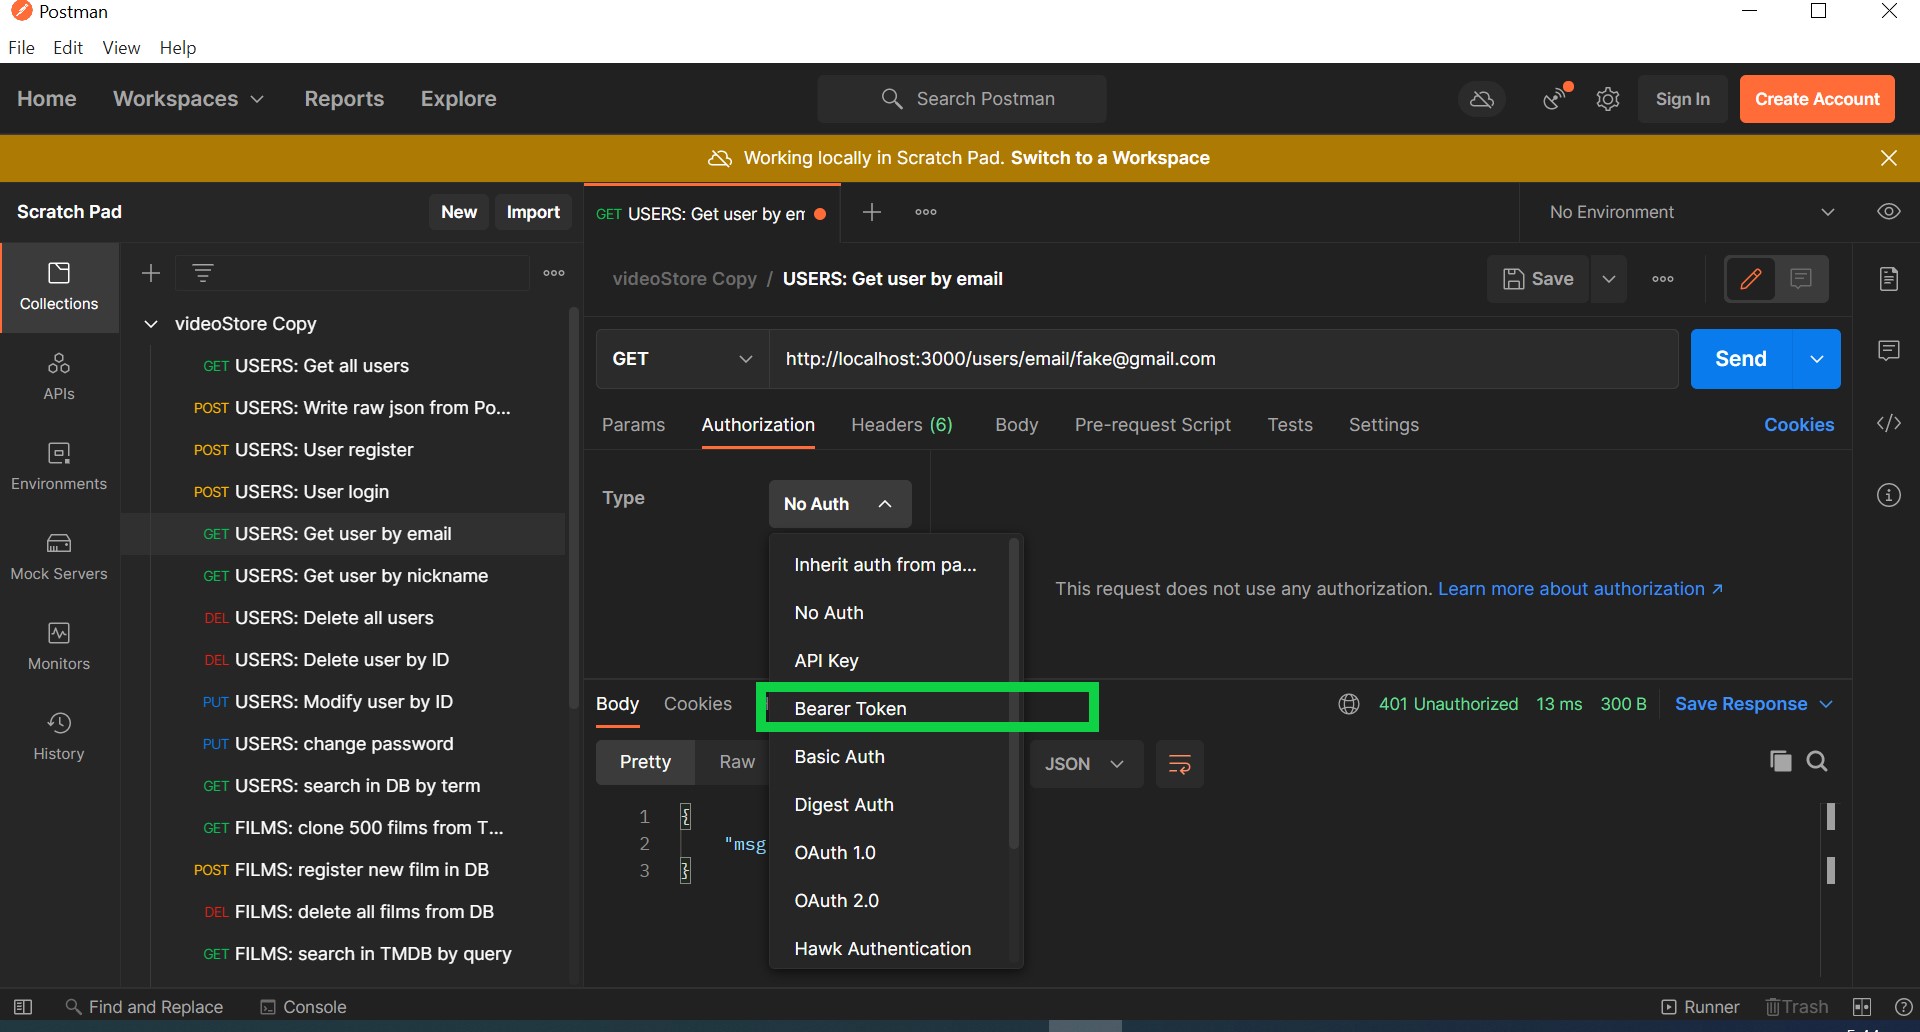 Postman
File Edit View Help
Home Workspaces Reports Explore Search Postman Sign In Create Account
Working locally in Scratch Pad. Switch to a Workspace
Scratch Pad New Import
GET USERS: Get user by em
No Environment
Collections
APIs
Environments
Mock Servers
Monitors
History
videoStore Copy
GET USERS: Get all users
POST USERS: Write raw json from Po...
POST USERS: User register
POST USERS: User login
GET USERS: Get user by email
GET USERS: Get user by nickname
DEL USERS: Delete all users
DEL USERS: Delete user by ID
PUT USERS: Modify user by ID
PUT USERS: change password
GET USERS: search in DB by term
GET FILMS: clone 500 films from T...
POST FILMS: register new film in DB
DEL FILMS: delete all films from DB
GET FILMS: search in TMDB by query
videoStore Copy / USERS: Get user by email
Save
GET http://localhost:3000/users/email/fake@gmail.com Send
Params Authorization Headers (6) Body Pre-request Script Tests Settings Cookies
Type No Auth
Inherit auth from pa...
No Auth
API Key
Bearer Token
Basic Auth
Digest Auth
OAuth 1.0
OAuth 2.0
Hawk Authentication
This request does not use any authorization. Learn more about authorization ↗
Body Cookies
401 Unauthorized 13 ms 300 B Save Response
Pretty Raw JSON
1 {
2 "msg
3 }
Find and Replace Console Runner Trash